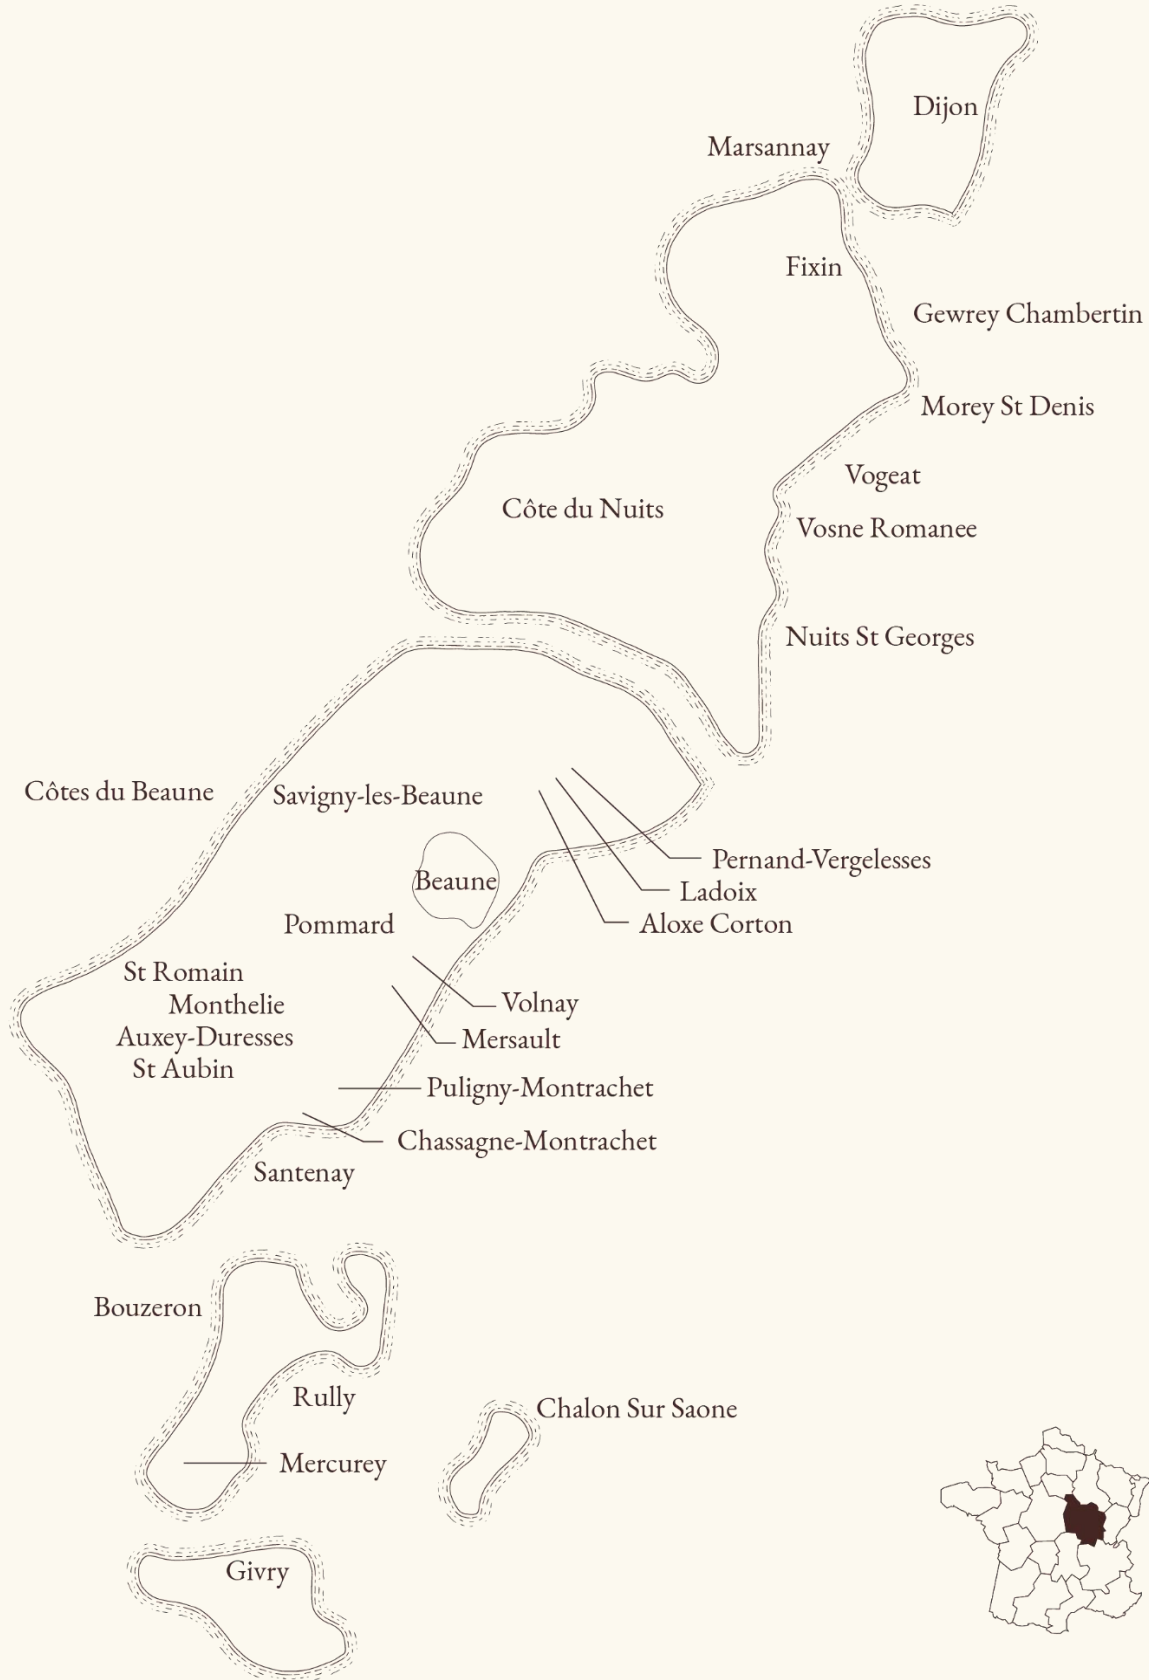 Dijon
Marsannay
Fixin
Gewrey Chambertin
Morey St Denis
Vogeat
Côte du Nuits
Vosne Romanee
Nuits St Georges
Côtes du Beaune
Savigny-les-Beaune
Pernand-Vergelesses
Beaune
Ladoix
Pommard
Aloxe Corton
St Romain
Monthelie
Volnay
Auxey-Duresses
Mersault
St Aubin
Puligny-Montrachet
Chassagne-Montrachet
Santenay
Bouzeron
Rully
Chalon Sur Saone
Mercurey
Givry